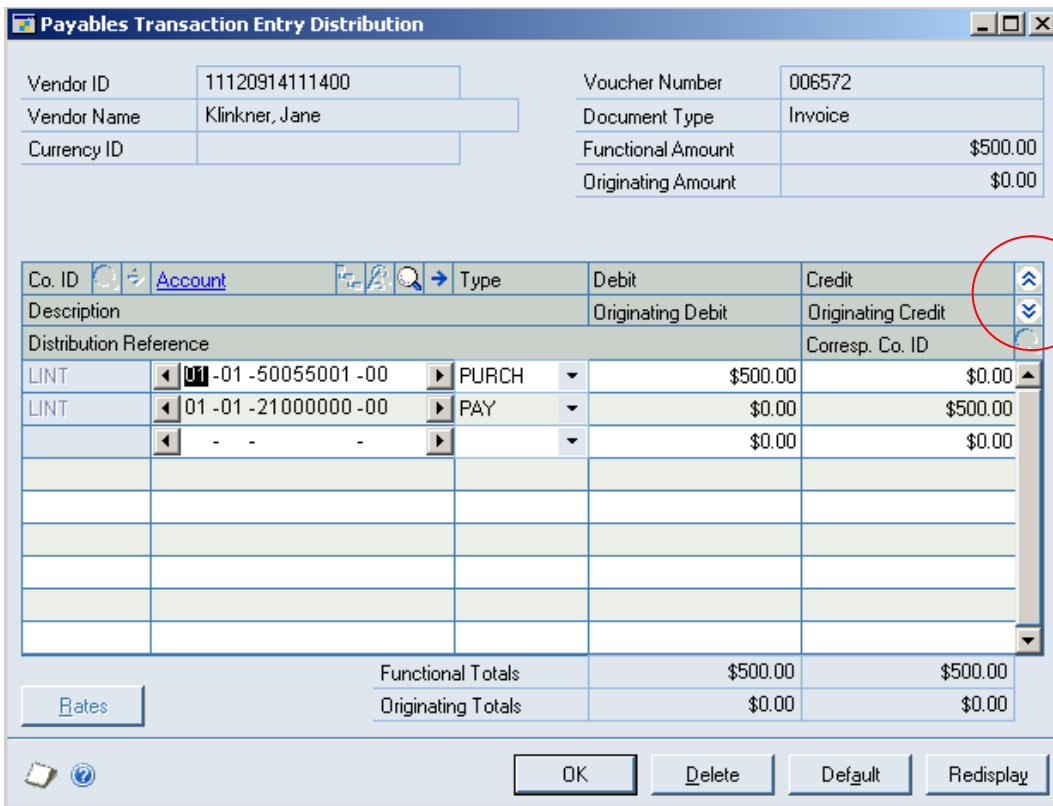 Payables Transaction Entry Distribution
Vendor ID 11120914111400 Voucher Number 006572
Vendor Name Klinkner, Jane Document Type Invoice
Currency ID Functional Amount $500.00
Originating Amount $0.00
Co. ID Account Type Debit Credit
Description Originating Debit Originating Credit
Distribution Reference Corresp. Co. ID
LINT 01 -01 -50055001 -00 PURCH $500.00 $0.00
LINT 01 -01 -21000000 -00 PAY $0.00 $500.00
- - - $0.00 $0.00
Functional Totals $500.00 $500.00
Rates Originating Totals $0.00 $0.00
OK Delete Default Redisplay